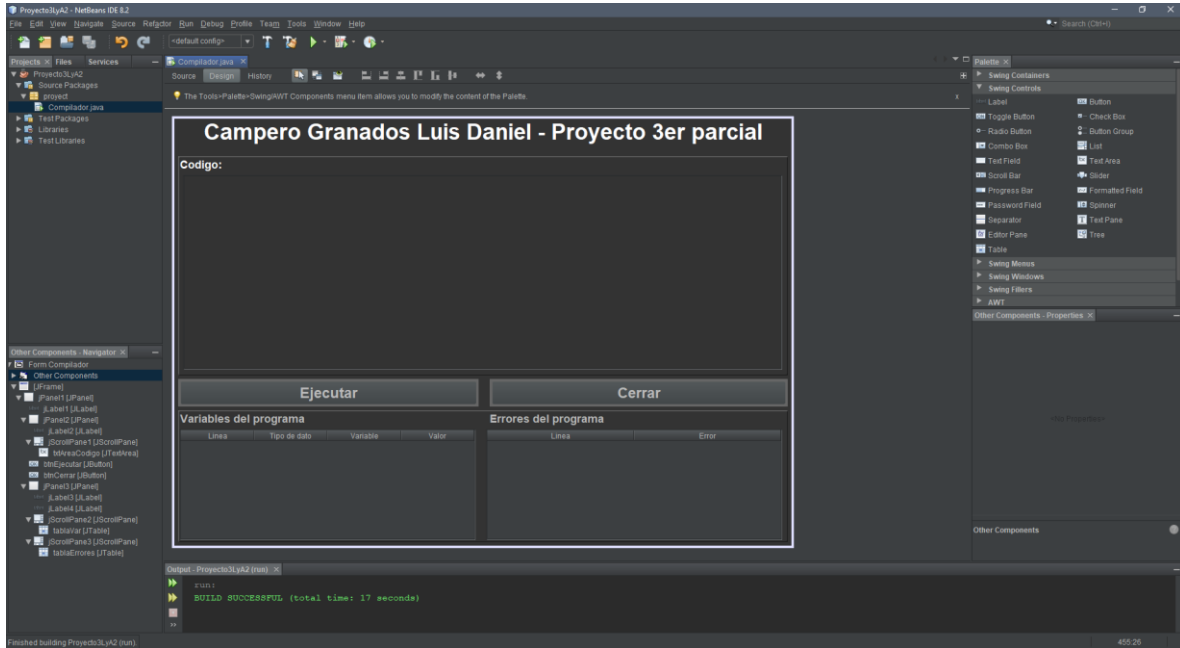 Proyecto3LyA2 - NetBeans IDE 8.2
File Edit View Navigate Source Refactor Run Debug Profile Team Tools Window Help
Search (Ctrl+I)
<default config>
Projects Files Services
Proyecto3LyA2
Source Packages
proyect
Compilador.java
Test Packages
Libraries
Test Libraries
Compilador.java
Source Design History
The Tools>Palette>Swing/AWT Components menu item allows you to modify the content of the Palette. x
Campero Granados Luis Daniel - Proyecto 3er parcial
Codigo:
Ejecutar Cerrar
Variables del programa Errores del programa
Linea Tipo de dato Variable Valor Linea Error
Palette
Swing Containers
Swing Controls
Label Button
Toggle Button Check Box
Radio Button Button Group
Combo Box List
Text Field Text Area
Scroll Bar Slider
Progress Bar Formatted Field
Password Field Spinner
Separator Text Pane
Editor Pane Tree
Table
Swing Menus
Swing Windows
Swing Fillers
AWT
Other Components - Properties
<No Properties>
Other Components
Other Components - Navigator
Form Compilador
Other Components
[JFrame]
jPanel1 [JPanel]
jLabel1 [JLabel]
jPanel2 [JPanel]
jLabel2 [JLabel]
jScrollPane1 [JScrollPane]
txtAreaCodigo [JTextArea]
btnEjecutar [JButton]
btnCerrar [JButton]
jPanel3 [JPanel]
jLabel3 [JLabel]
jLabel4 [JLabel]
jScrollPane2 [JScrollPane]
tablaVar [JTable]
jScrollPane3 [JScrollPane]
tablaErrores [JTable]
Output - Proyecto3LyA2 (run)
run:
BUILD SUCCESSFUL (total time: 17 seconds)
Finished building Proyecto3LyA2 (run).
455:26